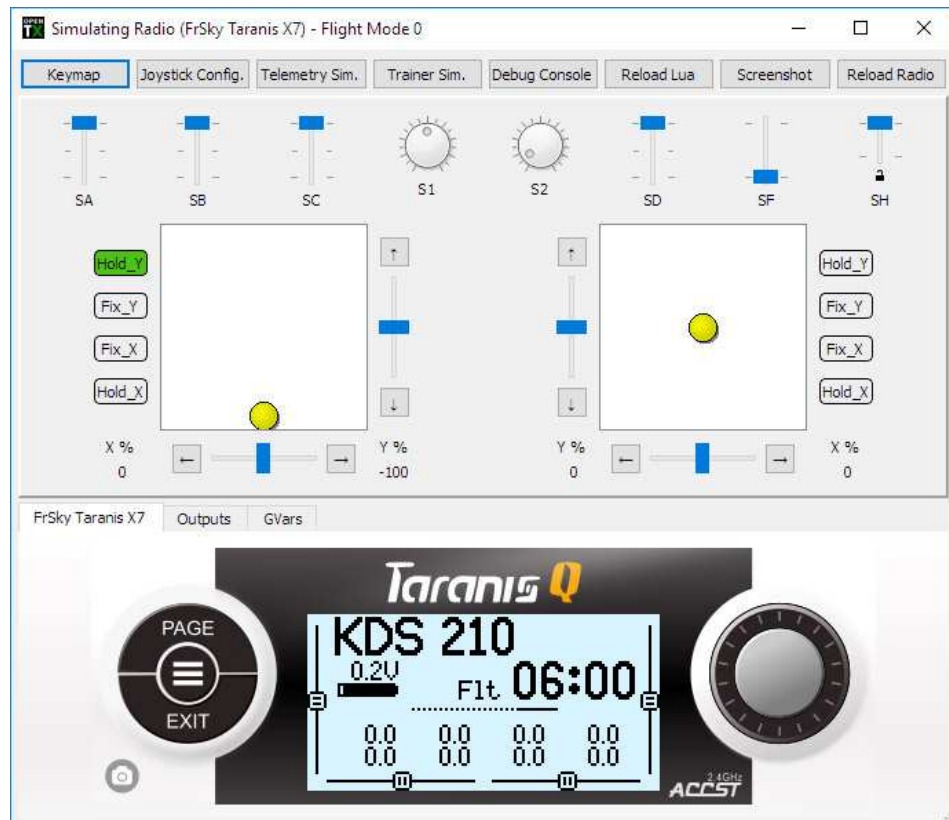 OPEN TX Simulating Radio (FrSky Taranis X7) - Flight Mode 0
Keymap Joystick Config. Telemetry Sim. Trainer Sim. Debug Console Reload Lua Screenshot Reload Radio
SA SB SC S1 S2 SD SF SH
Hold_Y Hold_Y
Fix_Y Fix_Y
Fix_X Fix_X
Hold_X Hold_X
X % Y % Y % X %
0 -100 0 0
FrSky Taranis X7 Outputs GVars
Taranis Q
PAGE
EXIT
KDS 210
0.2V Flt 06:00
0.0 0.0 0.0 0.0
0.0 0.0 0.0 0.0
2.4GHz
ACCST